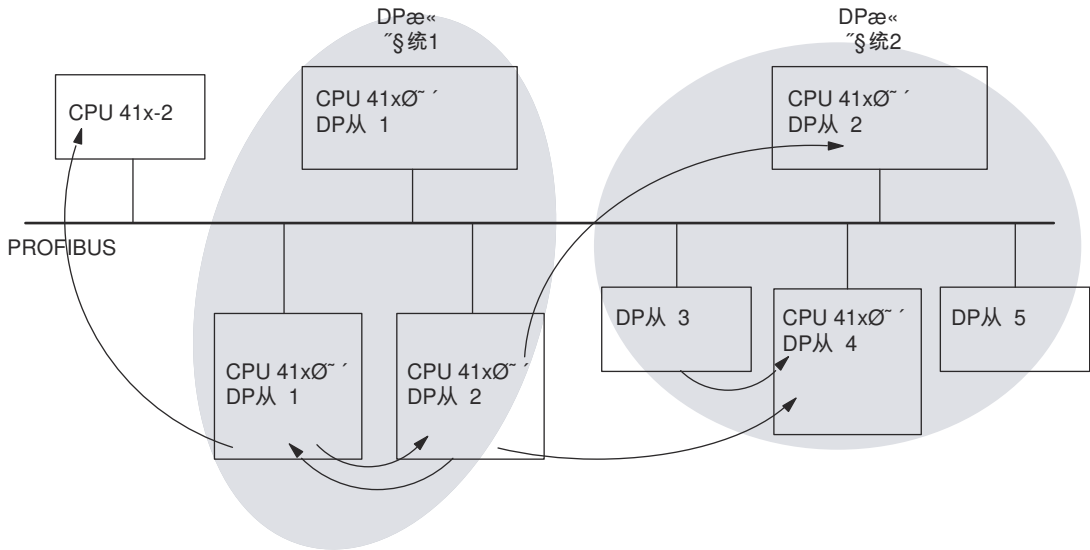 DPæ«
˝§统1
DPæ«
˝§统2
CPU 41x-2
CPU 41xØ˜ ´
DP从 1
CPU 41xØ˜ ´
DP从 2
PROFIBUS
CPU 41xØ˜ ´
DP从 1
CPU 41xØ˜ ´
DP从 2
DP从 3
CPU 41xØ˜ ´
DP从 4
DP从 5